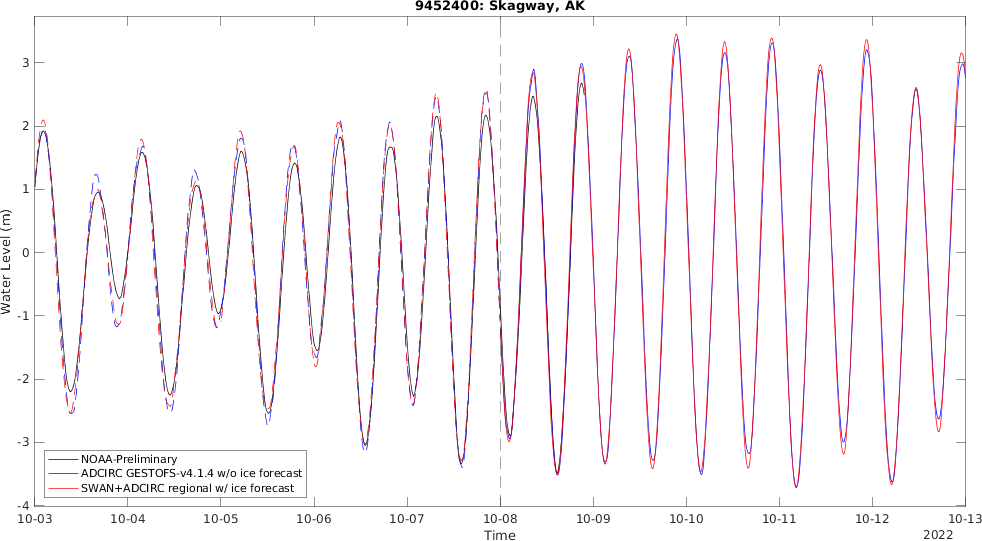 9452400: Skagway, AK
3
2
1
0
-1
-2
-3
-4
Water Level (m)
NOAA-Preliminary
ADCIRC GESTOFS-v4.1.4 w/o ice forecast
SWAN+ADCIRC regional w/ ice forecast
10-03 10-04 10-05 10-06 10-07 10-08 10-09 10-10 10-11 10-12 10-13
Time
2022